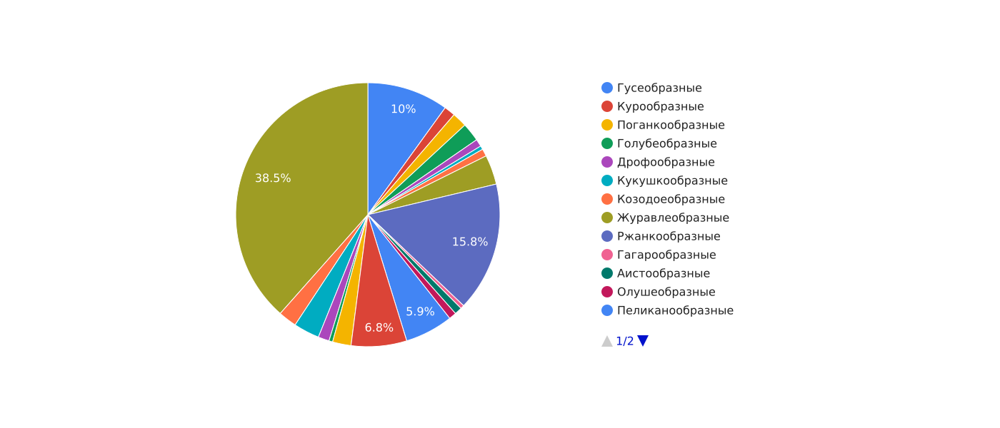 10%
38.5%
15.8%
5.9%
6.8%
Гусеобразные
Курообразные
Поганкообразные
Голубеобразные
Дрофообразные
Кукушкообразные
Козодоеобразные
Журавлеобразные
Ржанкообразные
Гагарообразные
Аистообразные
Олушеобразные
Пеликанообразные
1/2